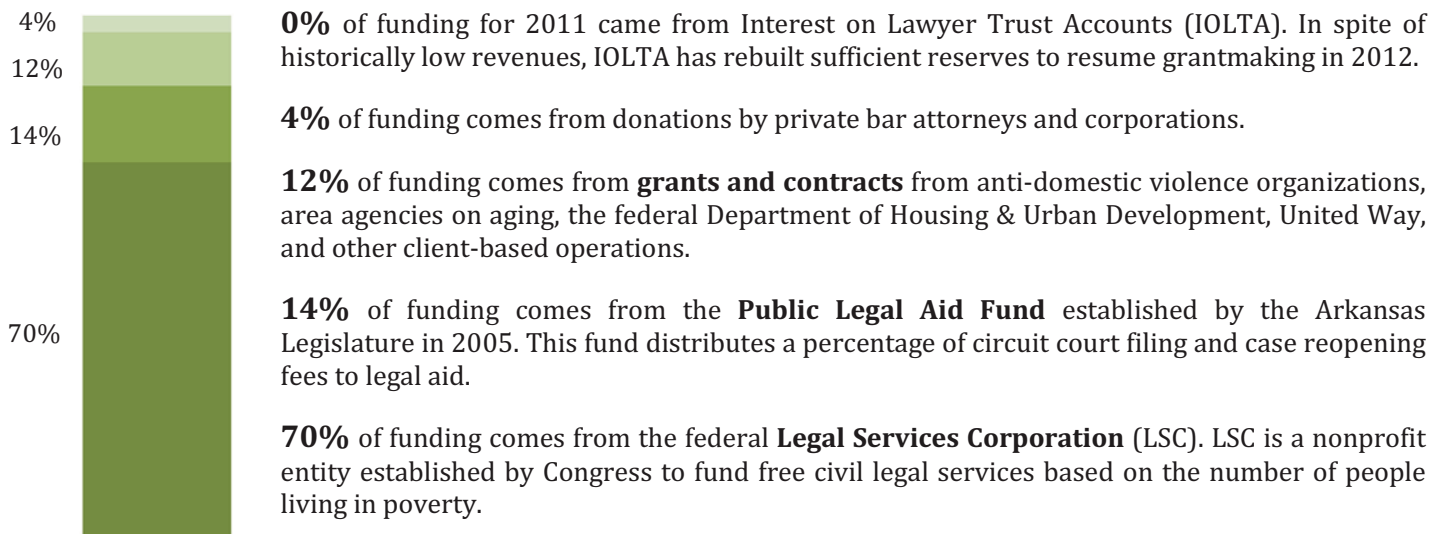 4%
12%
14%
70%
0% of funding for 2011 came from Interest on Lawyer Trust Accounts (IOLTA). In spite of
historically low revenues, IOLTA has rebuilt sufficient reserves to resume grantmaking in 2012.
4% of funding comes from donations by private bar attorneys and corporations.
12% of funding comes from grants and contracts from anti-domestic violence organizations,
area agencies on aging, the federal Department of Housing & Urban Development, United Way,
and other client-based operations.
14% of funding comes from the Public Legal Aid Fund established by the Arkansas
Legislature in 2005. This fund distributes a percentage of circuit court filing and case reopening
fees to legal aid.
70% of funding comes from the federal Legal Services Corporation (LSC). LSC is a nonprofit
entity established by Congress to fund free civil legal services based on the number of people
living in poverty.